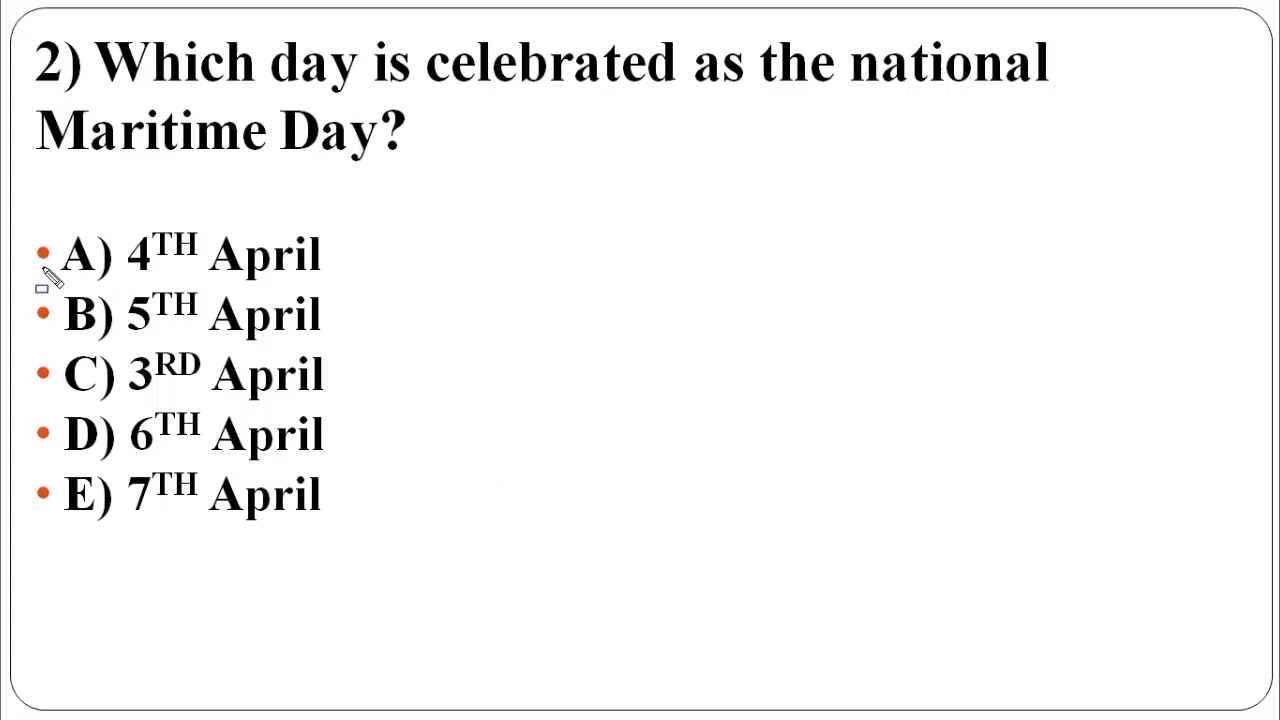 2) Which day is celebrated as the national
Maritime Day?
• A) 4TH April
• B) 5TH April
• C) 3RD April
• D) 6TH April
• E) 7TH April